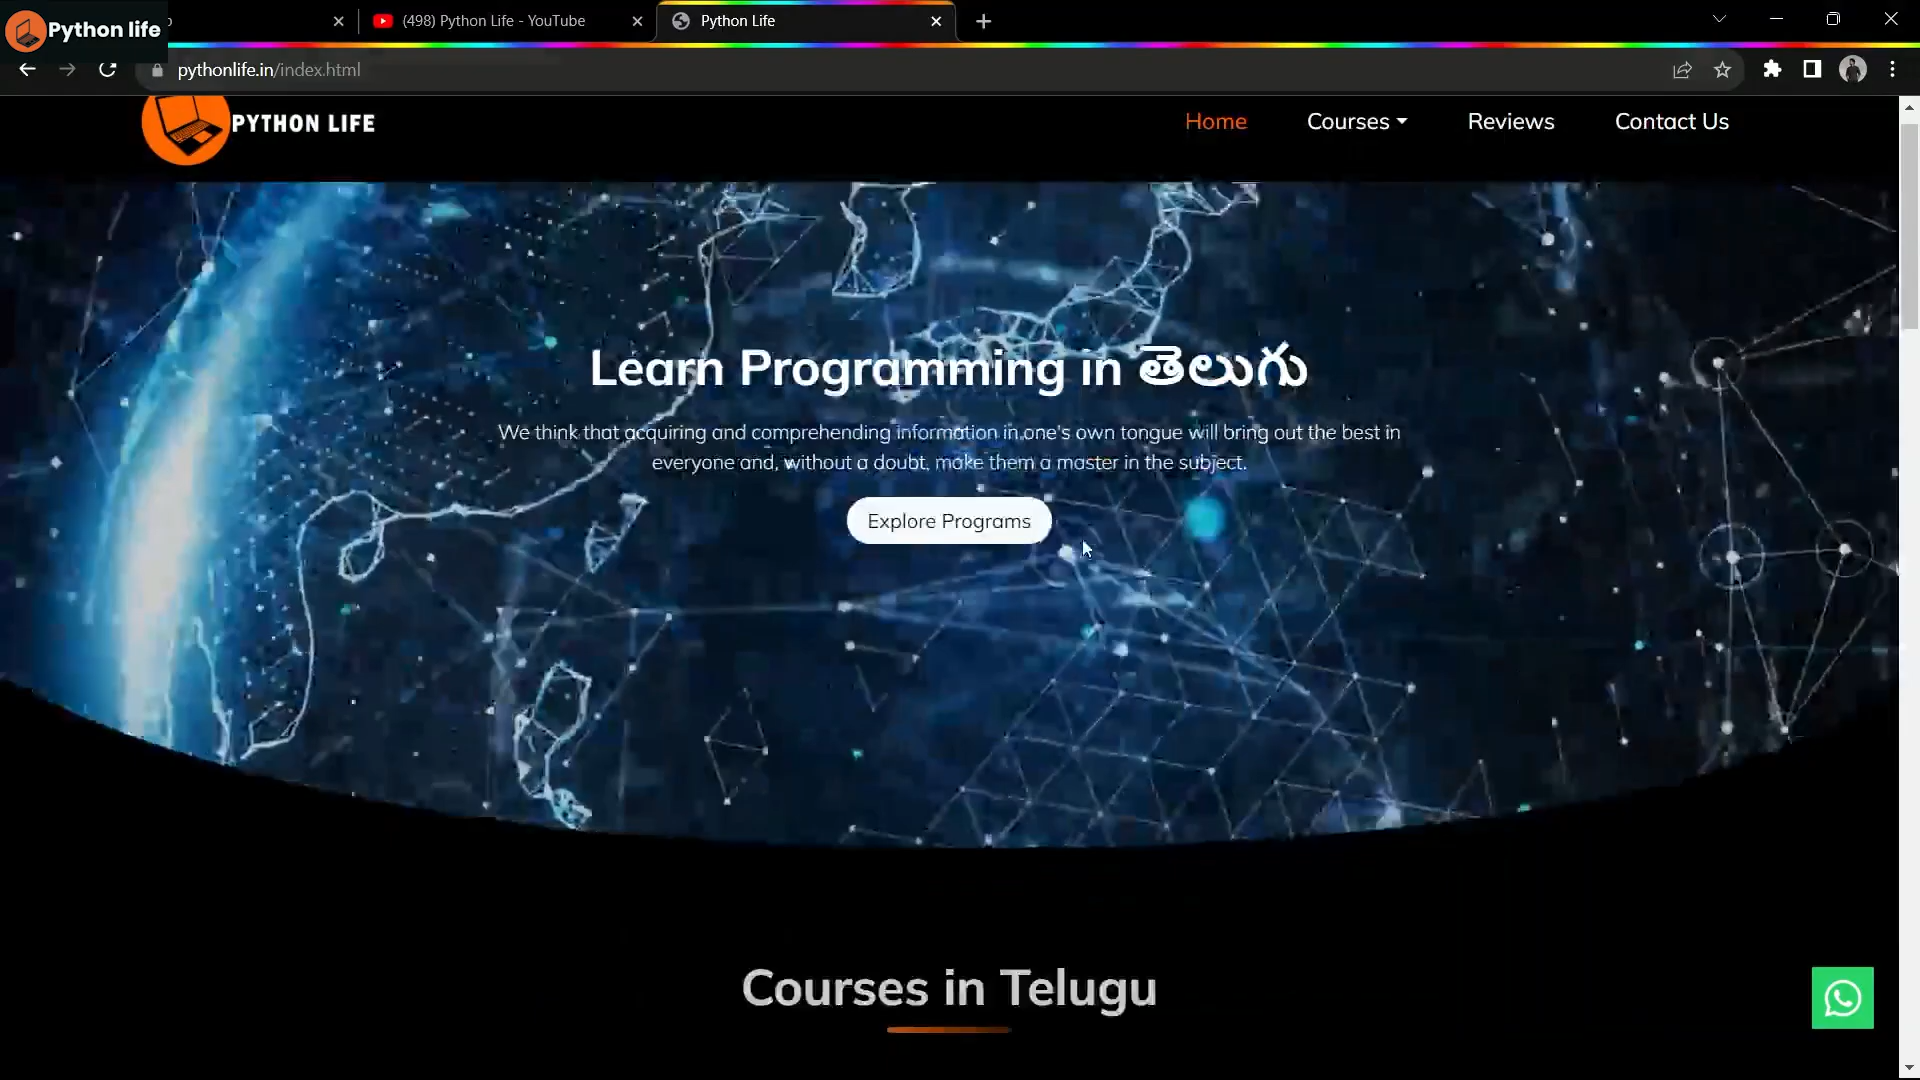 Python life
(498) Python Life - YouTube
Python Life
pythonlife.in/index.html
PYTHON LIFE
Home
Courses
Reviews
Contact Us
Learn Programming in తెలుగు
We think that acquiring and comprehending information in one's own tongue will bring out the best in
everyone and, without a doubt, make them a master in the subject.
Explore Programs
Courses in Telugu